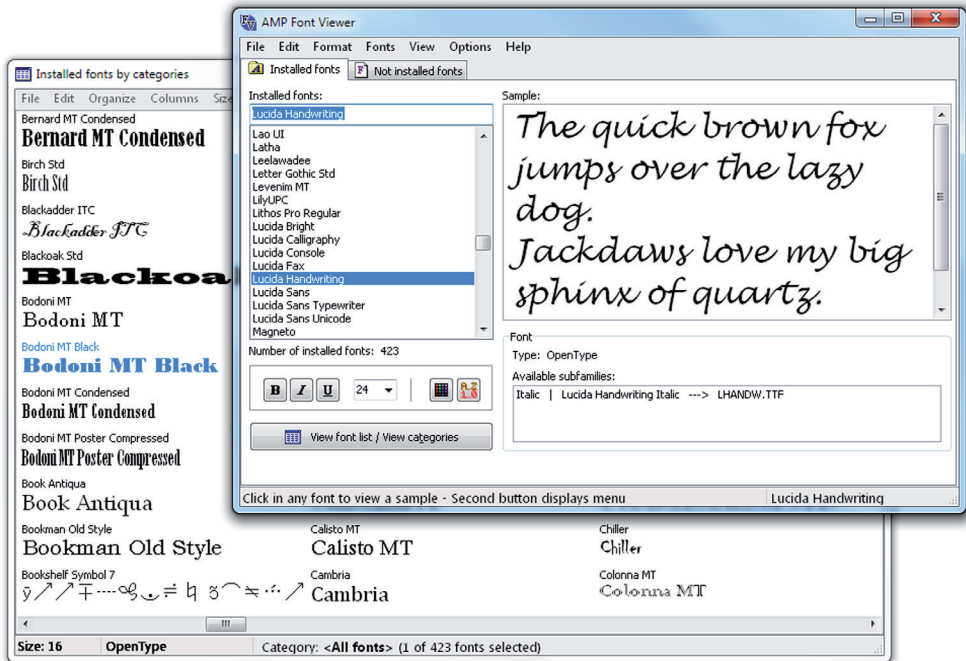 AMP Font Viewer
File Edit Format Fonts View Options Help
Installed fonts
Not installed fonts
Installed fonts:
Lucida Handwriting
Lao UI
Latha
Leelawadee
Letter Gothic Std
Levenim MT
LilyUPC
Lithos Pro Regular
Lucida Bright
Lucida Calligraphy
Lucida Console
Lucida Fax
Lucida Handwriting
Lucida Sans
Lucida Sans Typewriter
Lucida Sans Unicode
Magneto
Number of installed fonts: 423
B I U 24
View font list / View categories
Sample:
The quick brown fox
jumps over the lazy
dog.
Jackdaws love my big
sphinx of quartz.
Font
Type: OpenType
Available subfamilies:
Italic | Lucida Handwriting Italic ---> LHANDW.TTF
Click in any font to view a sample - Second button displays menu
Lucida Handwriting
Installed fonts by categories
File Edit Organize Columns
Bernard MT Condensed
Bernard MT Condensed
Birch Std
Birch Std
Blackadder ITC
Blackadder ITC
Blackoak Std
Bodoni MT
Bodoni MT
Bodoni MT Black
Bodoni MT Black
Bodoni MT Condensed
Bodoni MT Condensed
Bodoni MT Poster Compressed
Bodoni MT Poster Compressed
Book Antiqua
Book Antiqua
Bookman Old Style
Bookman Old Style
Bookshelf Symbol 7
Calisto MT
Calisto MT
Cambria
Cambria
Chiller
Chiller
Colonna MT
Colonna MT
Size: 16
OpenType
Category: <All fonts> (1 of 423 fonts selected)